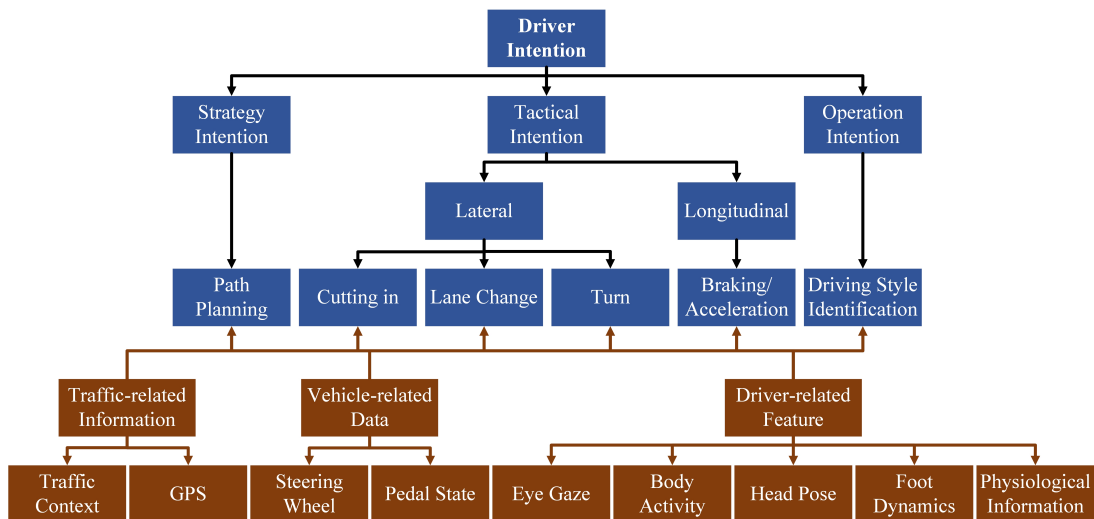 Driver
Intention
Strategy
Intention
Tactical
Intention
Operation
Intention
Lateral
Longitudinal
Path
Planning
Cutting in
Lane Change
Turn
Braking/
Acceleration
Driving Style
Identification
Traffic-related
Information
Vehicle-related
Data
Driver-related
Feature
Traffic
Context
GPS
Steering
Wheel
Pedal State
Eye Gaze
Body
Activity
Head Pose
Foot
Dynamics
Physiological
Information